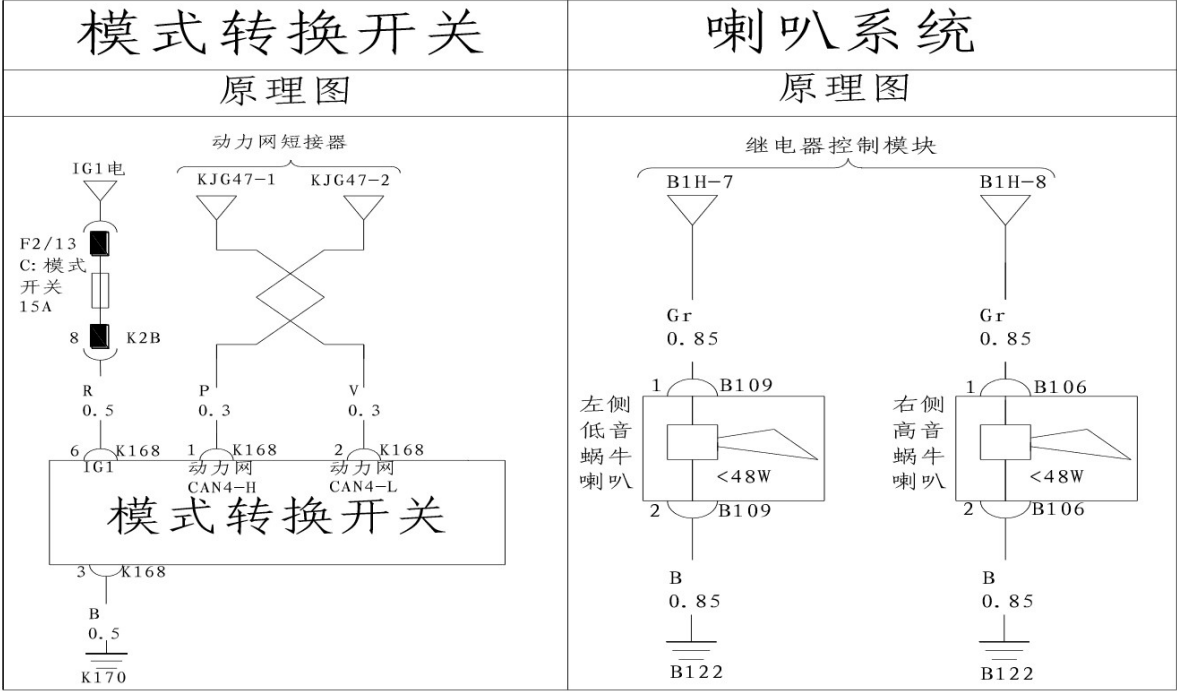 模式转换开关
原理图
动力网短接器
IG1电
KJG47-1
KJG47-2
F2/13
C:模式
开关
15A
8
K2B
R
0.5
P
0.3
V
0.3
6
K168
1
K168
2
K168
IG1
动力网
CAN4-H
动力网
CAN4-L
模式转换开关
3
K168
B
0.5
K170
喇叭系统
原理图
继电器控制模块
B1H-7
B1H-8
Gr
0.85
Gr
0.85
1
B109
左侧
低音
蜗牛
喇叭
<48W
2
B109
B
0.85
B122
1
B106
右侧
高音
蜗牛
喇叭
<48W
2
B106
B
0.85
B122